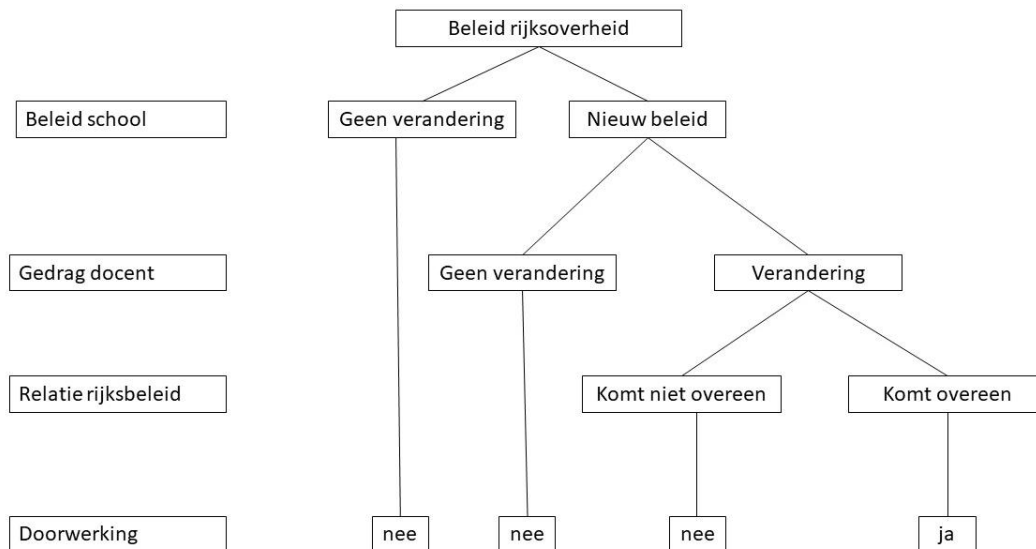 Beleid rijksoverheid
Beleid school
Geen verandering
Nieuw beleid
Gedrag docent
Geen verandering
Verandering
Relatie rijksbeleid
Komt niet overeen
Komt overeen
Doorwerking
nee
nee
nee
ja